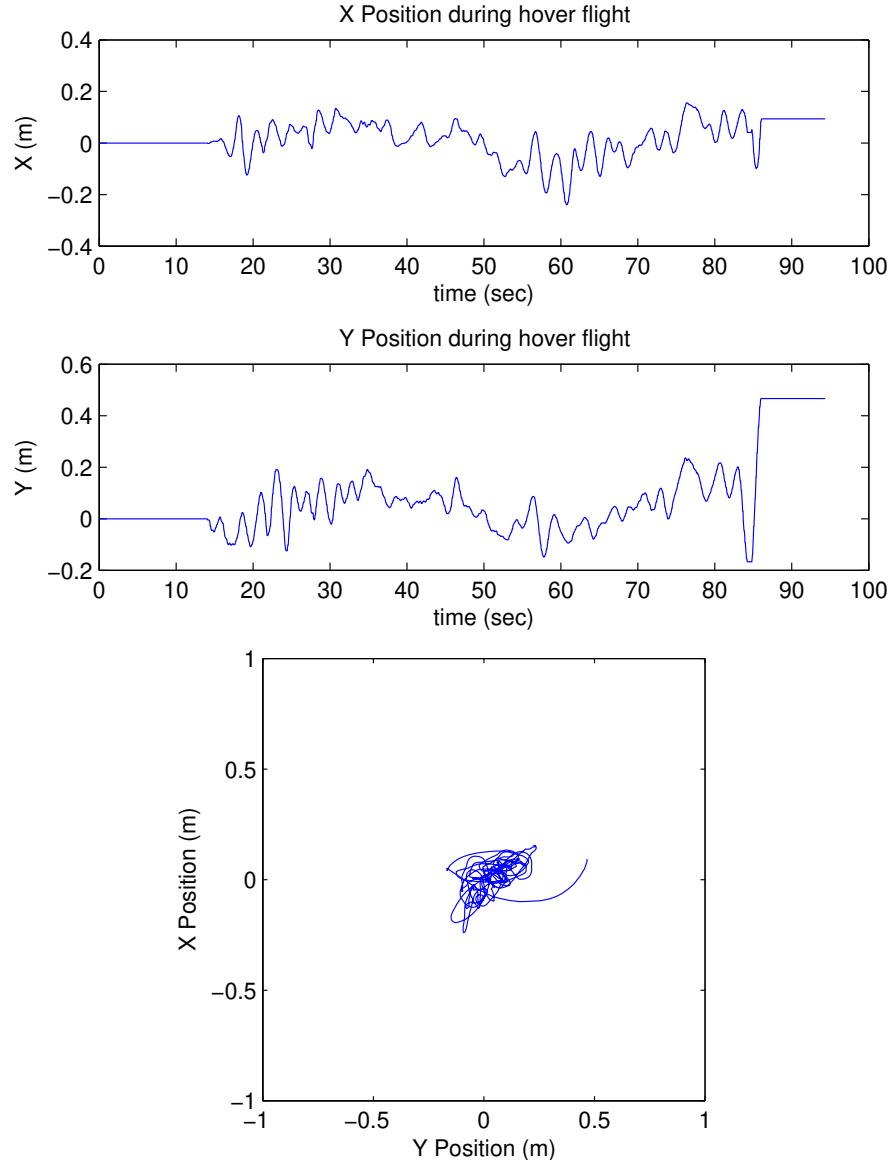 X Position during hover flight
0.4
0.2
0
−0.2
−0.4
X (m)
0 10 20 30 40 50 60 70 80 90 100
time (sec)
Y Position during hover flight
0.6
0.4
0.2
0
−0.2
Y (m)
0 10 20 30 40 50 60 70 80 90 100
time (sec)
1
0.5
0
−0.5
−1
X Position (m)
−1 −0.5 0 0.5 1
Y Position (m)